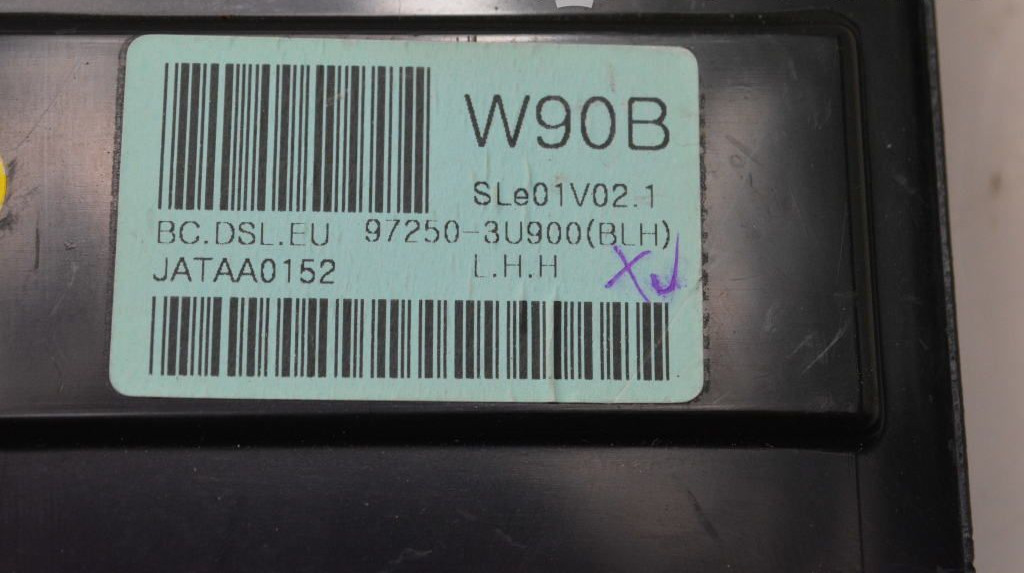 W90B
SLe01V02.1
BC.DSL.EU 97250-3U900(BLH)
JATAA0152 L.H.H